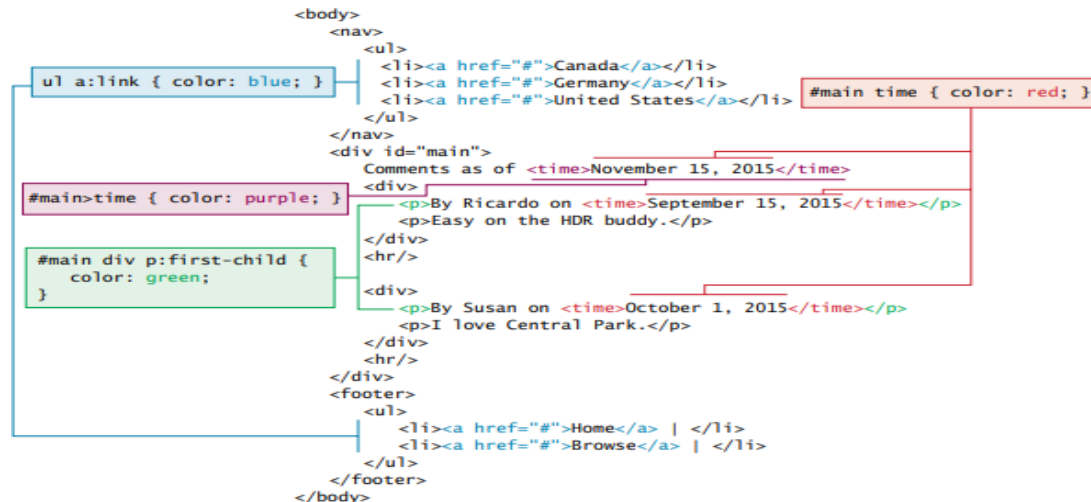 <body>
<nav>
<ul>
ul a:link { color: blue; }
<li><a href="#">Canada</a></li>
<li><a href="#">Germany</a></li>
<li><a href="#">United States</a></li>
#main time { color: red; }
</ul>
</nav>
<div id="main">
Comments as of <time>November 15, 2015</time>
<div>
#main>time { color: purple; }
<p>By Ricardo on <time>September 15, 2015</time></p>
<p>Easy on the HDR buddy.</p>
</div>
<hr/>
#main div p:first-child {
color: green;
}
<div>
<p>By Susan on <time>October 1, 2015</time></p>
<p>I love Central Park.</p>
</div>
<hr/>
</div>
<footer>
<ul>
<li><a href="#">Home</a> | </li>
<li><a href="#">Browse</a> | </li>
</ul>
</footer>
</body>